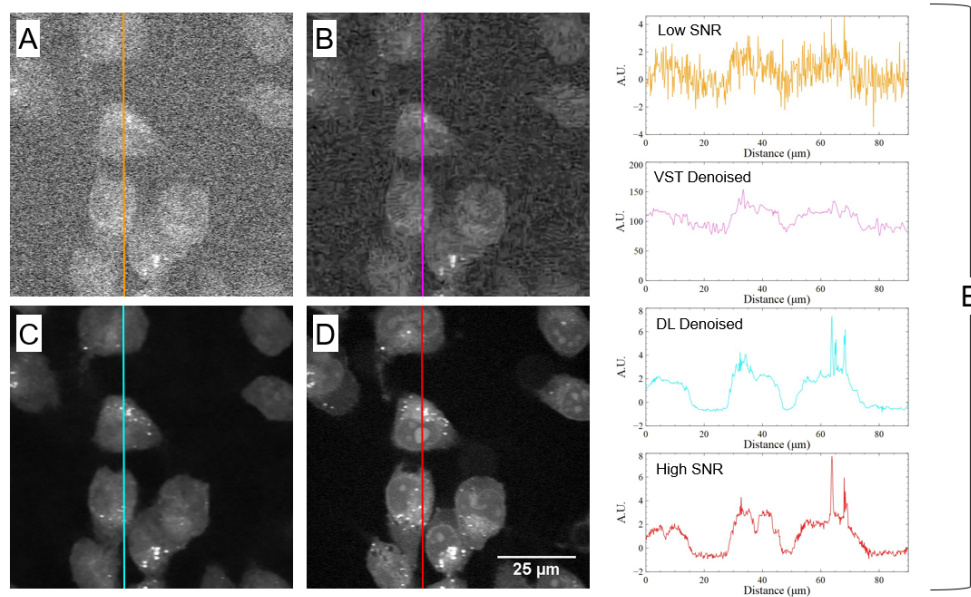 A
B
C
D
25 µm
Low SNR
A.U.
4
2
0
2
4
0
20
40
60
80
Distance (µm)
VST Denoised
A.U.
200
150
100
50
0
0
20
40
60
80
Distance (µm)
DL Denoised
A.U.
8
6
4
2
0
2
0
20
40
60
80
Distance (µm)
High SNR
A.U.
8
6
4
2
0
2
0
20
40
60
80
Distance (µm)
E